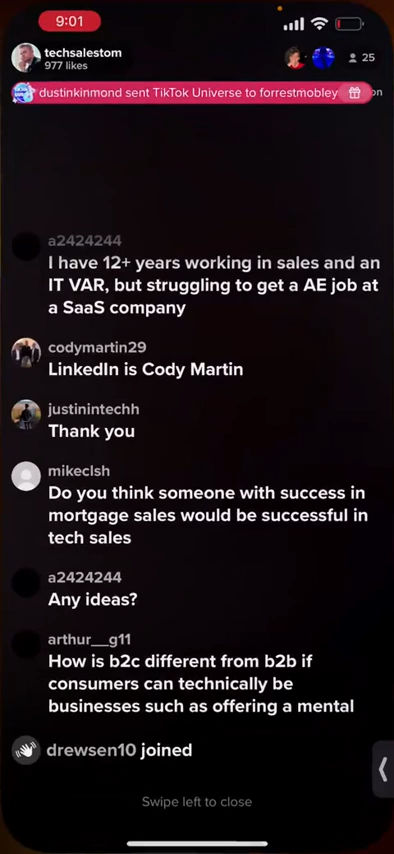 9:01
techsalestom
977 likes
25
dustinkinmond sent TikTok Universe to forrestmobley
on
a2424244
I have 12+ years working in sales and an
IT VAR, but struggling to get a AE job at
a SaaS company
codymartin29
LinkedIn is Cody Martin
justinintechh
Thank you
mikeclsh
Do you think someone with success in
mortgage sales would be successful in
tech sales
a2424244
Any ideas?
arthur__g11
How is b2c different from b2b if
consumers can technically be
businesses such as offering a mental
drewsen10 joined
Swipe left to close